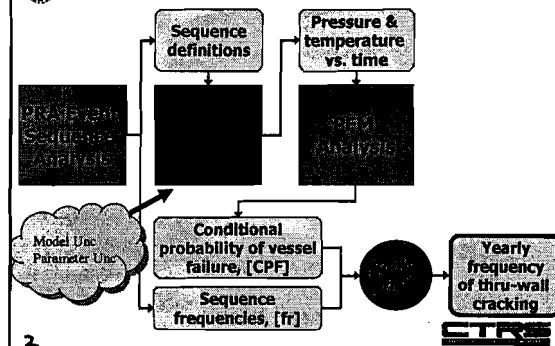 Sequence
definitions
Pressure &
temperature
vs. time
PRA Event
Sequence
Analysis
PFM
Analysis
Model Unc
Parameter Unc
Conditional
probability of vessel
failure, [CPF]
Sequence
frequencies, [fr]
Yearly
frequency
of thru-wall
cracking
CTRS
2